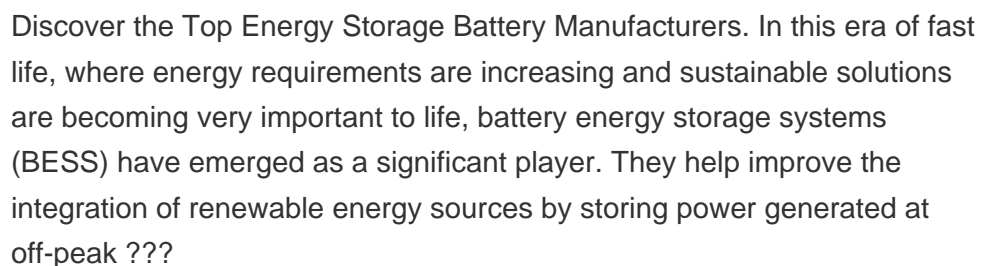 Discover the Top Energy Storage Battery Manufacturers. In this era of fast
life, where energy requirements are increasing and sustainable solutions
are becoming very important to life, battery energy storage systems
(BESS) have emerged as a significant player. They help improve the
integration of renewable energy sources by storing power generated at
off-peak ???